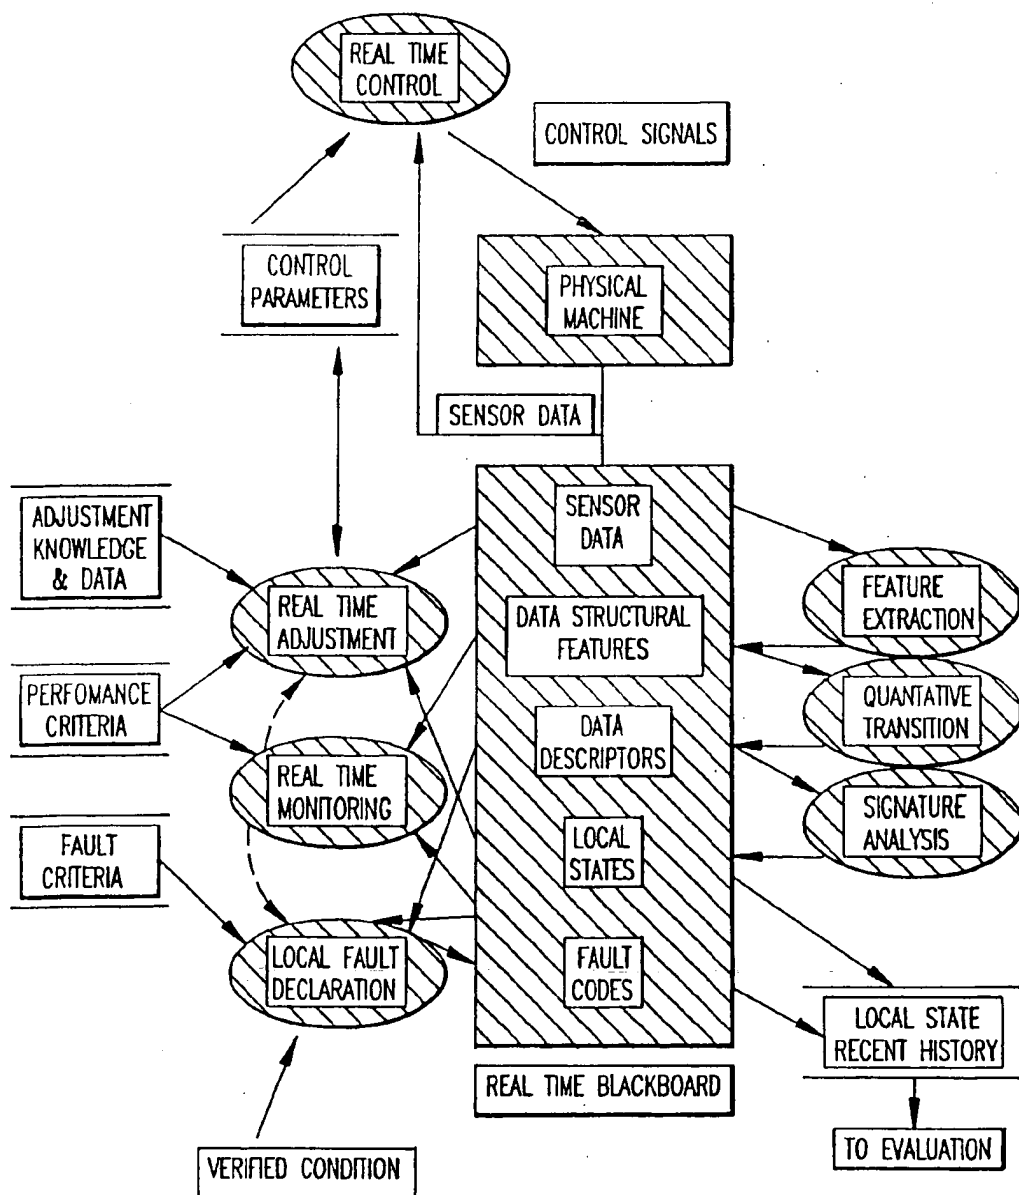 REAL TIME
CONTROL
CONTROL SIGNALS
CONTROL
PARAMETERS
PHYSICAL
MACHINE
SENSOR DATA
ADJUSTMENT
KNOWLEDGE
& DATA
SENSOR
DATA
REAL TIME
ADJUSTMENT
DATA STRUCTURAL
FEATURES
FEATURE
EXTRACTION
PERFOMANCE
CRITERIA
DATA
DESCRIPTORS
QUANTATIVE
TRANSITION
REAL TIME
MONITORING
FAULT
CRITERIA
LOCAL
STATES
SIGNATURE
ANALYSIS
LOCAL FAULT
DECLARATION
FAULT
CODES
LOCAL STATE
RECENT HISTORY
REAL TIME BLACKBOARD
VERIFIED CONDITION
TO EVALUATION